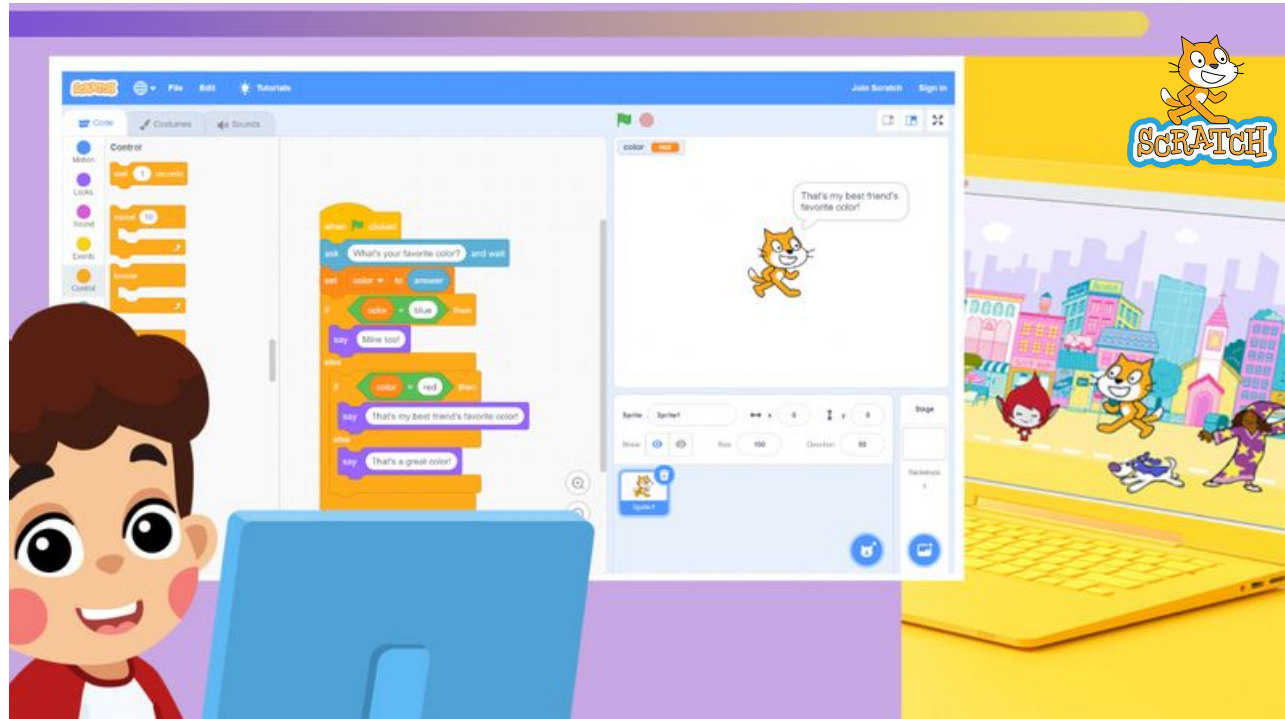 SCRATCH
SCRATCH File Edit Tutorials Join Scratch Sign in
Code Costumes Sounds
Motion
Looks
Sound
Events
Control
Control
wait 1 seconds
repeat 10
forever
when clicked
ask What's your favorite color? and wait
set color to answer
if color = blue then
say Mine too!
else
if color = red then
say That's my best friend's favorite color!
else
say That's a great color!
color red
That's my best friend's
favorite color!
Sprite Sprite1 x 0 y 0
Show Size 100 Direction 90
Sprite1
Stage
Backdrops
1